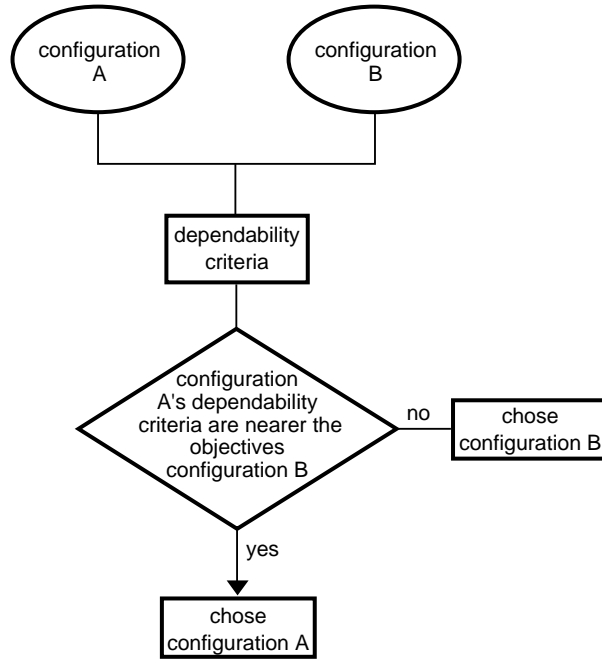 configuration
A
configuration
B
dependability
criteria
configuration
A's dependability
criteria are nearer the
objectives
configuration B
no
chose
configuration B
yes
chose
configuration A